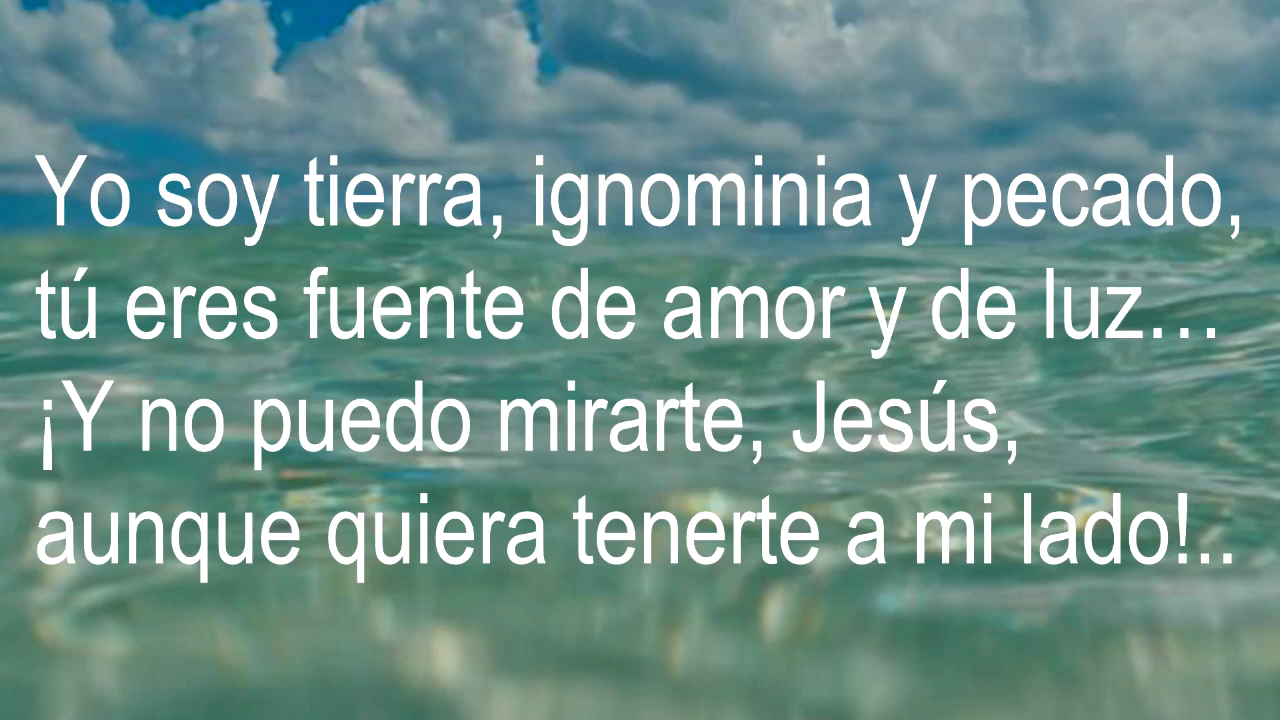 Yo soy tierra, ignominia y pecado,
tú eres fuente de amor y de luz…
¡Y no puedo mirarte, Jesús,
aunque quiera tenerte a mi lado!..